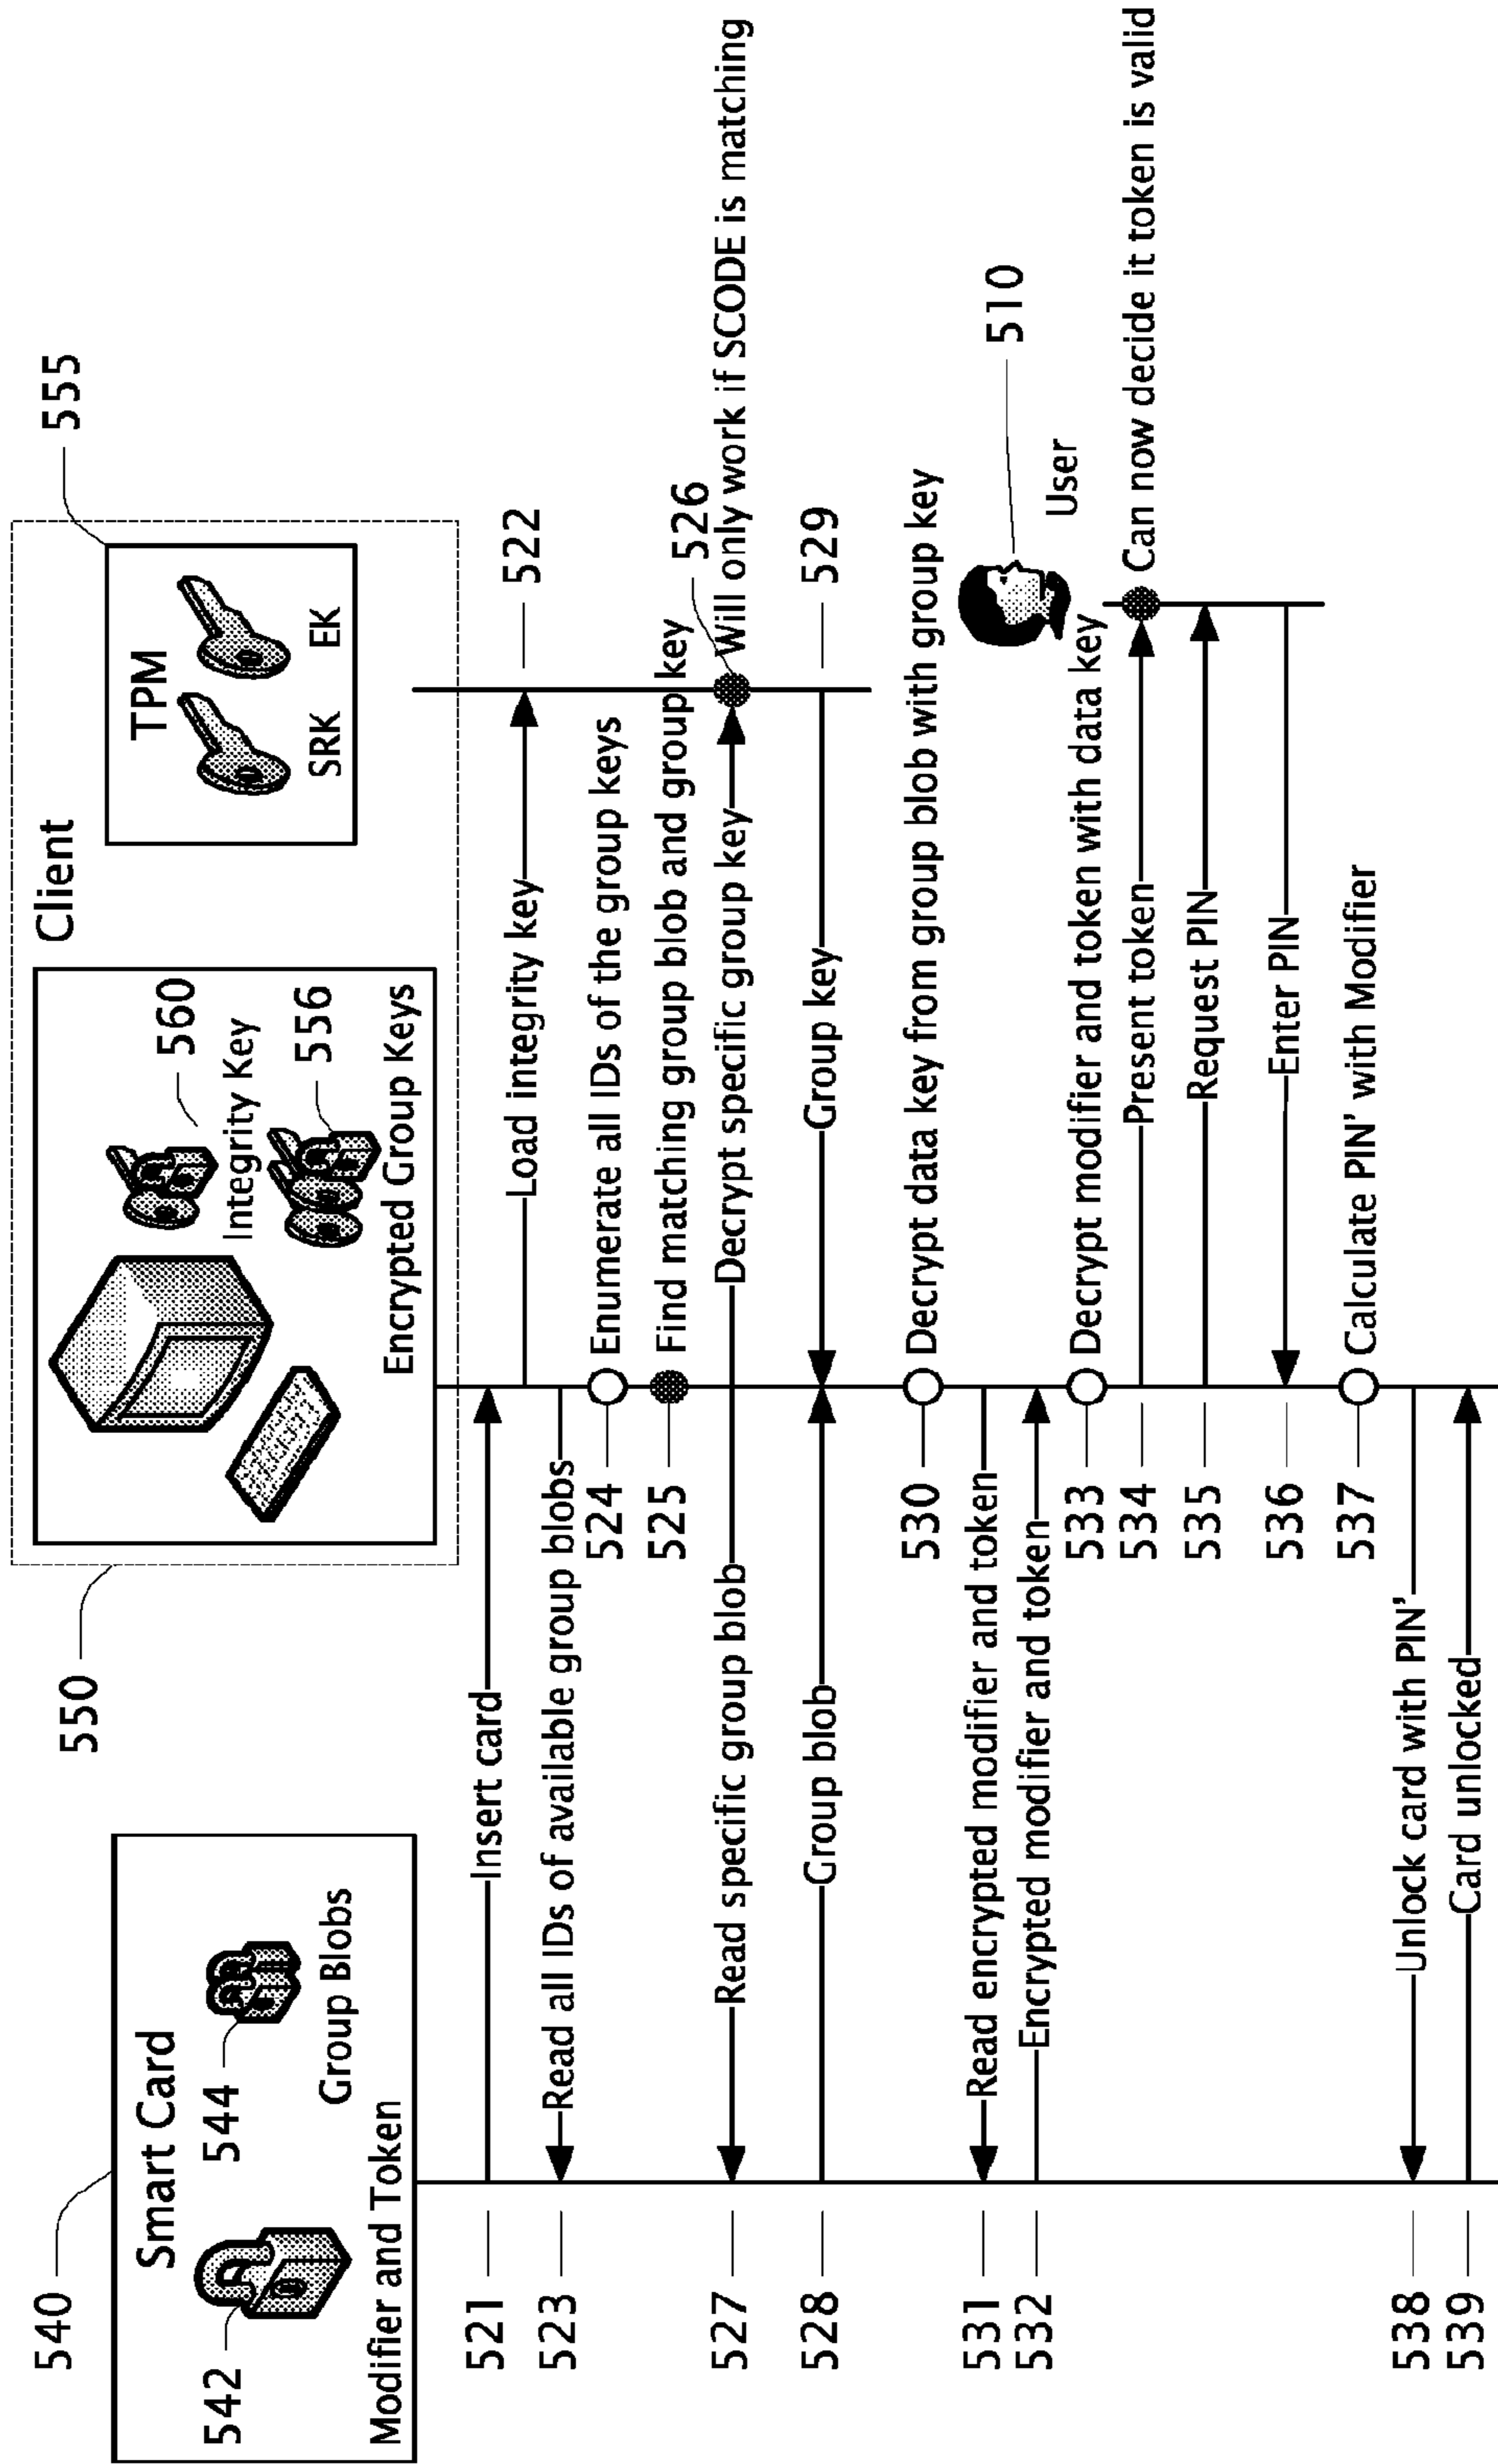 540
Smart Card
542
544
Group Blobs
Modifier and Token
550
Client
560
Integrity Key
556
Encrypted Group Keys
555
TPM
SRK
EK
521
Insert card
Load integrity key
522
523
Read all IDs of available group blobs
524
Enumerate all IDs of the group keys
525
Find matching group blob and group key
526
527
Read specific group blob
Decrypt specific group key
Will only work if SCODE is matching
528
Group blob
Group key
529
530
Decrypt data key from group blob with group key
531
Read encrypted modifier and token
532
Encrypted modifier and token
510
User
533
Decrypt modifier and token with data key
534
Present token
Can now decide it token is valid
535
Request PIN
536
Enter PIN
537
Calculate PIN' with Modifier
538
Unlock card with PIN'
539
Card unlocked